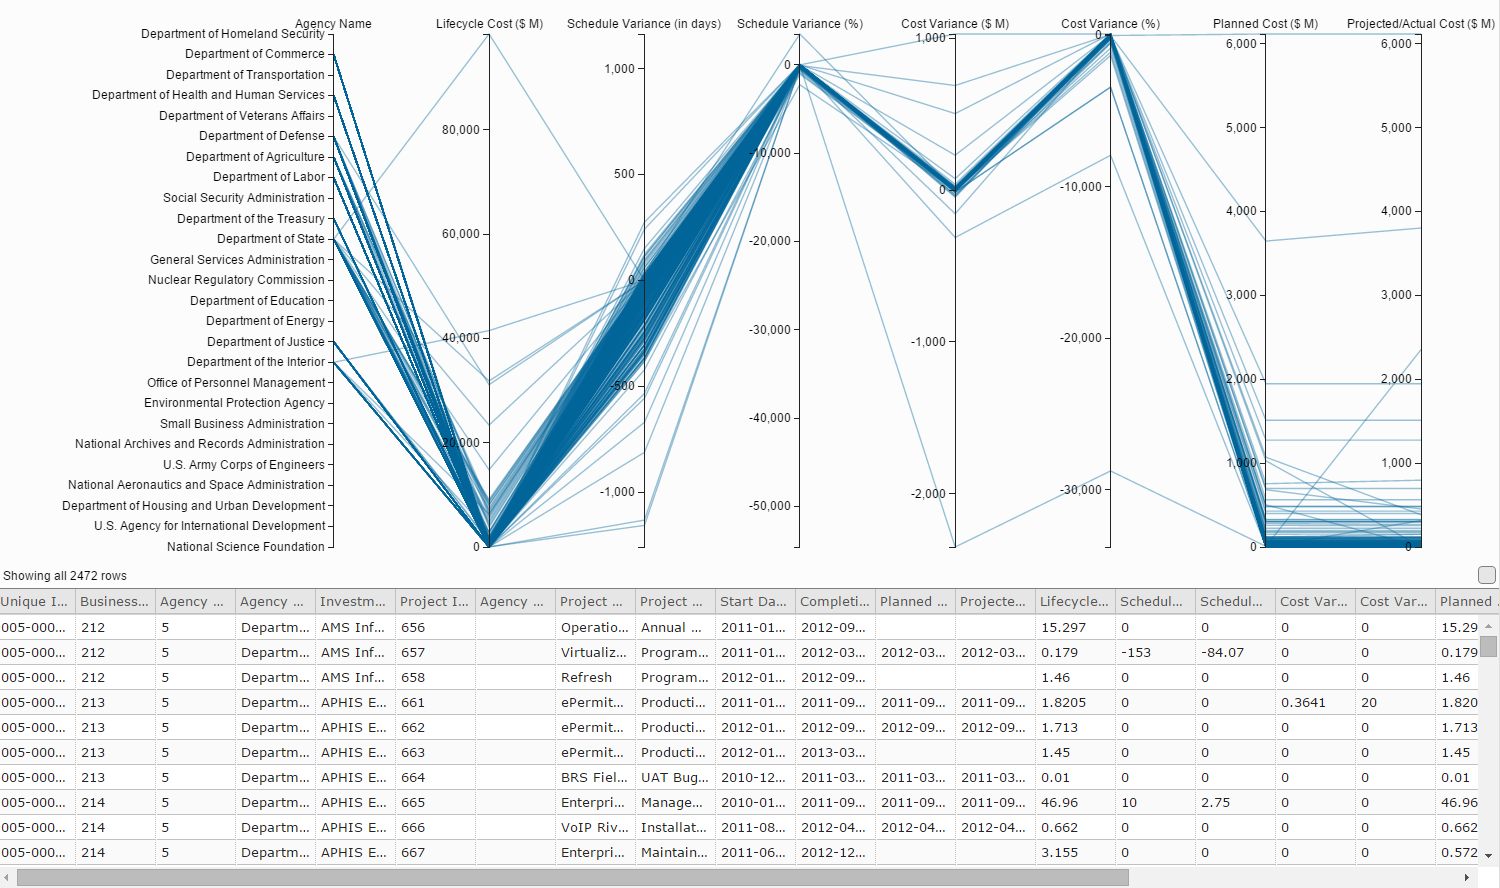 Agency Name Lifecycle Cost ($ M) Schedule Variance (in days) Schedule Variance (%) Cost Variance ($ M) Cost Variance (%) Planned Cost ($ M) Projected/Actual Cost ($ M)
Department of Homeland Security
1,000 0 6,000 6,000
Department of Commerce
0 1,000
Department of Transportation
Department of Health and Human Services
Department of Veterans Affairs
80,000 5,000 5,000
Department of Defense
Department of Agriculture -10,000
Department of Labor 500
0 -10,000
Social Security Administration
4,000 4,000
Department of the Treasury
60,000
Department of State -20,000
General Services Administration
Nuclear Regulatory Commission 0
3,000 3,000
Department of Education
Department of Energy
-30,000
Department of Justice 40,000 -1,000 -20,000
Department of the Interior
Office of Personnel Management -500 2,000 2,000
Environmental Protection Agency
Small Business Administration -40,000
National Archives and Records Administration 20,000
U.S. Army Corps of Engineers 1,000 1,000
National Aeronautics and Space Administration
-1,000 -2,000 -30,000
Department of Housing and Urban Development -50,000
U.S. Agency for International Development
National Science Foundation 0 0 0
Showing all 2472 rows
Unique I... Business... Agency ... Agency ... Investm... Project I... Agency ... Project ... Project ... Start Da... Completi... Planned ... Projecte... Lifecycle... Schedul... Schedul... Cost Var... Cost Var... Planned
005-000... 212 5 Departm... AMS Inf... 656 Operatio... Annual ... 2011-01... 2012-09... 15.297 0 0 0 0 15.29
005-000... 212 5 Departm... AMS Inf... 657 Virtualiz... Program... 2011-01... 2012-03... 2012-03... 2012-03... 0.179 -153 -84.07 0 0 0.179
005-000... 212 5 Departm... AMS Inf... 658 Refresh Program... 2012-01... 2012-09... 1.46 0 0 0 0 1.46
005-000... 213 5 Departm... APHIS E... 661 ePermit... Producti... 2011-01... 2011-09... 2011-09... 2011-09... 1.8205 0 0 0.3641 20 1.820
005-000... 213 5 Departm... APHIS E... 662 ePermit... Producti... 2012-01... 2012-09... 2012-09... 2012-09... 1.713 0 0 0 0 1.713
005-000... 213 5 Departm... APHIS E... 663 ePermit... Producti... 2012-01... 2013-03... 1.45 0 0 0 0 1.45
005-000... 213 5 Departm... APHIS E... 664 BRS Fiel... UAT Bug... 2010-12... 2011-03... 2011-03... 2011-03... 0.01 0 0 0 0 0.01
005-000... 214 5 Departm... APHIS E... 665 Enterpri... Manage... 2010-01... 2011-09... 2011-09... 2011-09... 46.96 10 2.75 0 0 46.96
005-000... 214 5 Departm... APHIS E... 666 VoIP Riv... Installat... 2011-08... 2012-04... 2012-04... 2012-04... 0.662 0 0 0 0 0.662
005-000... 214 5 Departm... APHIS E... 667 Enterpri... Maintain... 2011-06... 2012-12... 3.155 0 0 0 0 0.572